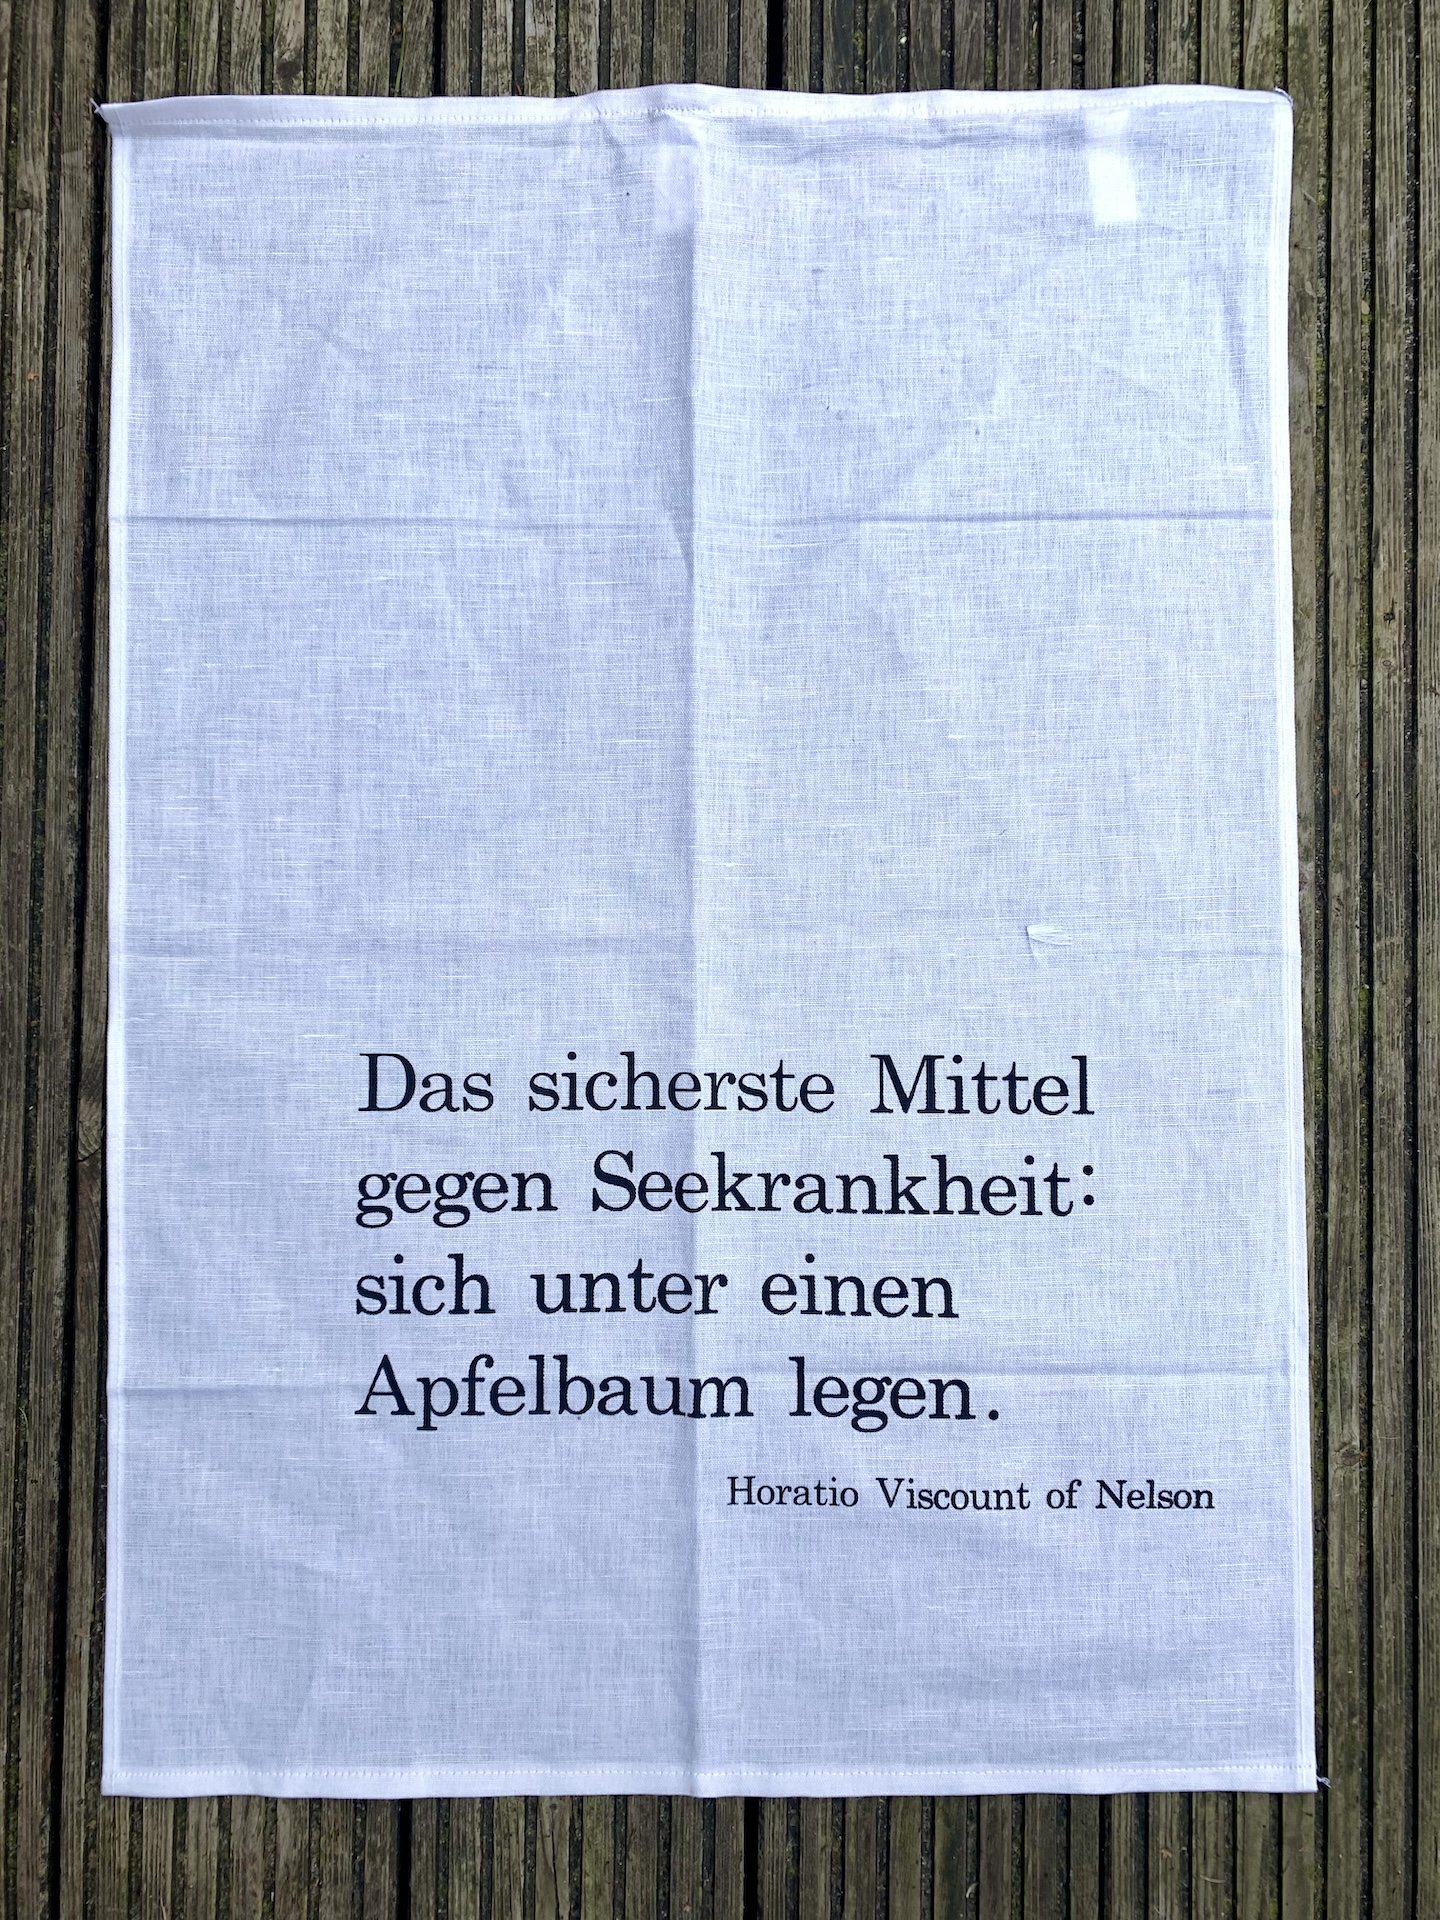 Das sicherste Mittel
gegen Seekrankheit:
sich unter einen
Apfelbaum legen.
Horatio Viscount of Nelson